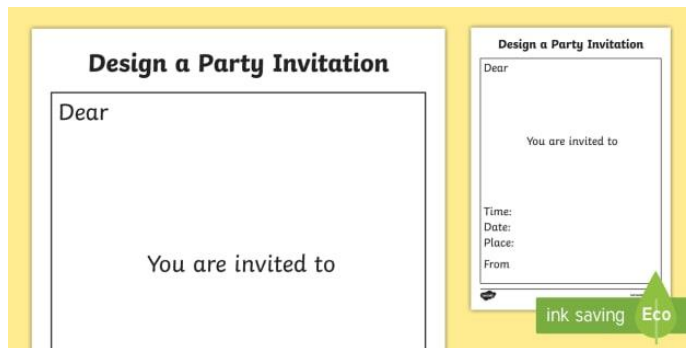 Design a Party Invitation
Dear
You are invited to
Design a Party Invitation
Dear
You are invited to
Time:
Date:
Place:
From
ink saving Eco